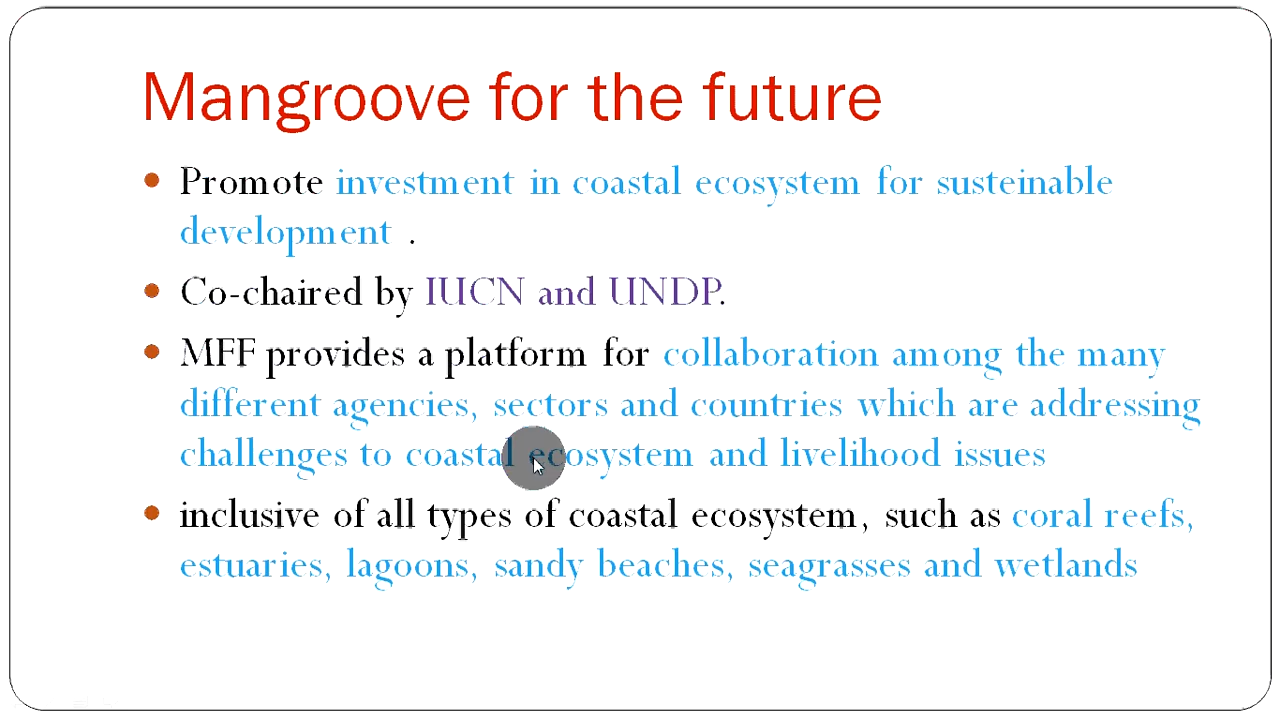 Mangroove for the future
Promote investment in coastal ecosystem for susteinable
development .
Co-chaired by IUCN and UNDP.
MFF provides a platform for collaboration among the many
different agencies, sectors and countries which are addressing
challenges to coastal ecosystem and livelihood issues
inclusive of all types of coastal ecosystem, such as coral reefs,
estuaries, lagoons, sandy beaches, seagrasses and wetlands